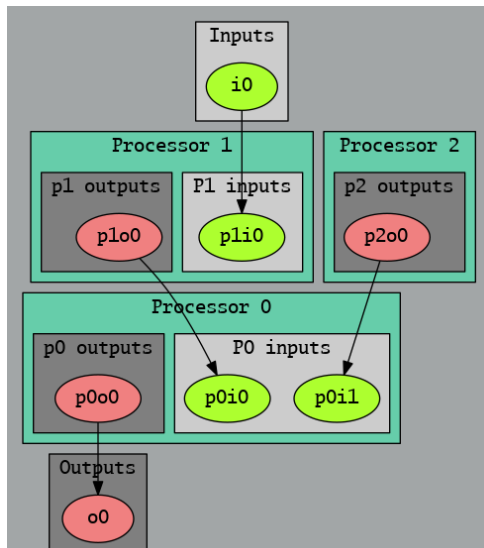 Inputs
i0
Processor 1
Processor 2
p1 outputs
P1 inputs
p2 outputs
p1o0
p1i0
p2o0
Processor 0
p0 outputs
P0 inputs
p0o0
p0i0
p0i1
Outputs
o0